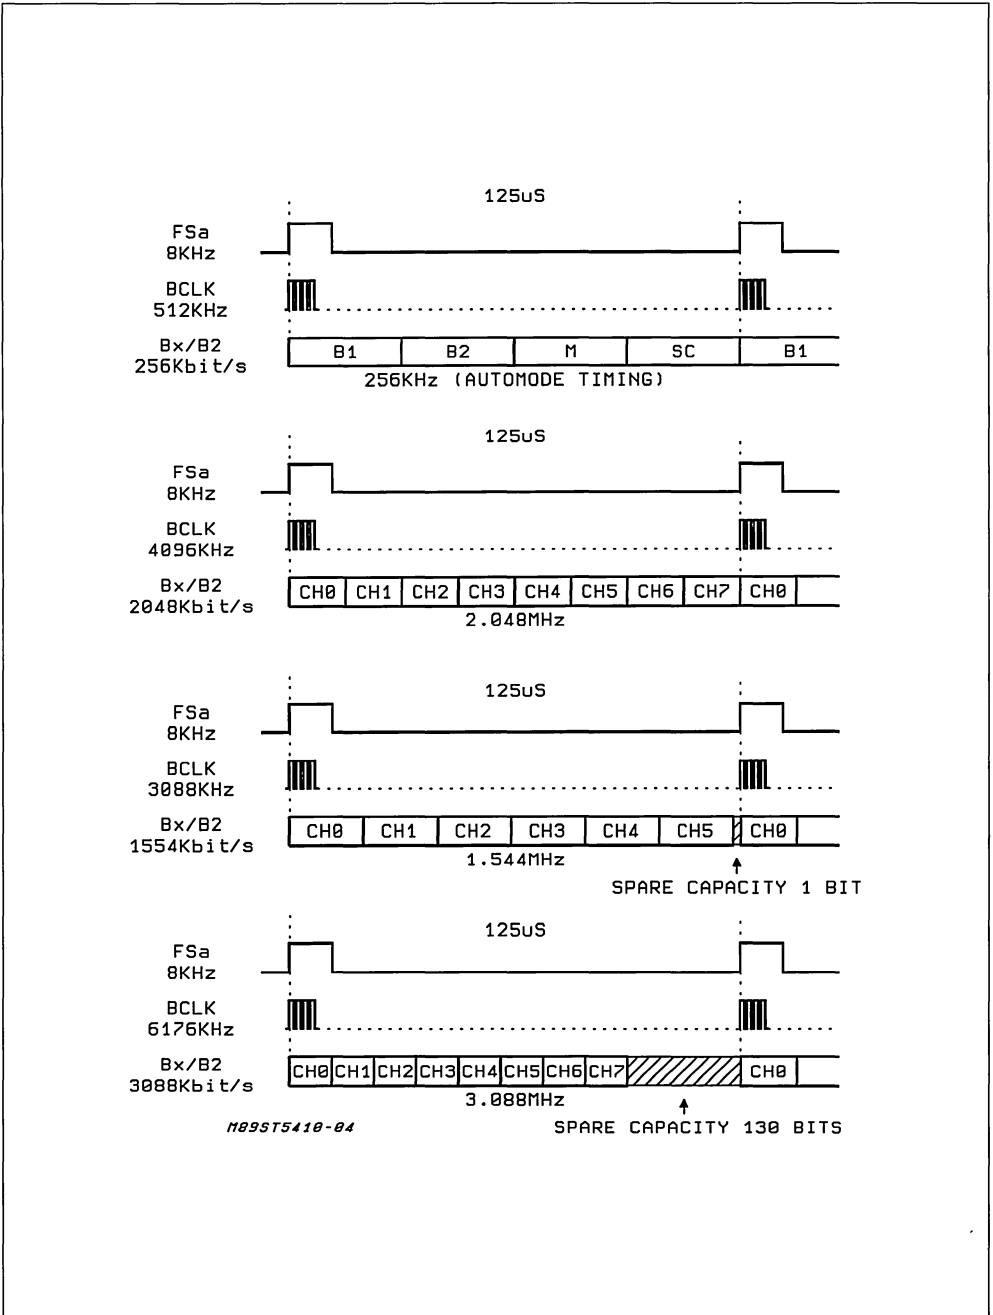 125uS
FSa
8KHz
BCLK
512KHz
Bx/B2
256Kbit/s
B1 B2 M SC B1
256KHz (AUTOMODE TIMING)
125uS
FSa
8KHz
BCLK
4096KHz
Bx/B2
2048Kbit/s
CH0 CH1 CH2 CH3 CH4 CH5 CH6 CH7 CH0
2.048MHz
125uS
FSa
8KHz
BCLK
3088KHz
Bx/B2
1554Kbit/s
CH0 CH1 CH2 CH3 CH4 CH5 CH0
1.544MHz
SPARE CAPACITY 1 BIT
125uS
FSa
8KHz
BCLK
6176KHz
Bx/B2
3088Kbit/s
CH0 CH1 CH2 CH3 CH4 CH5 CH6 CH7 CH0
3.088MHz
M89ST5410-04
SPARE CAPACITY 130 BITS